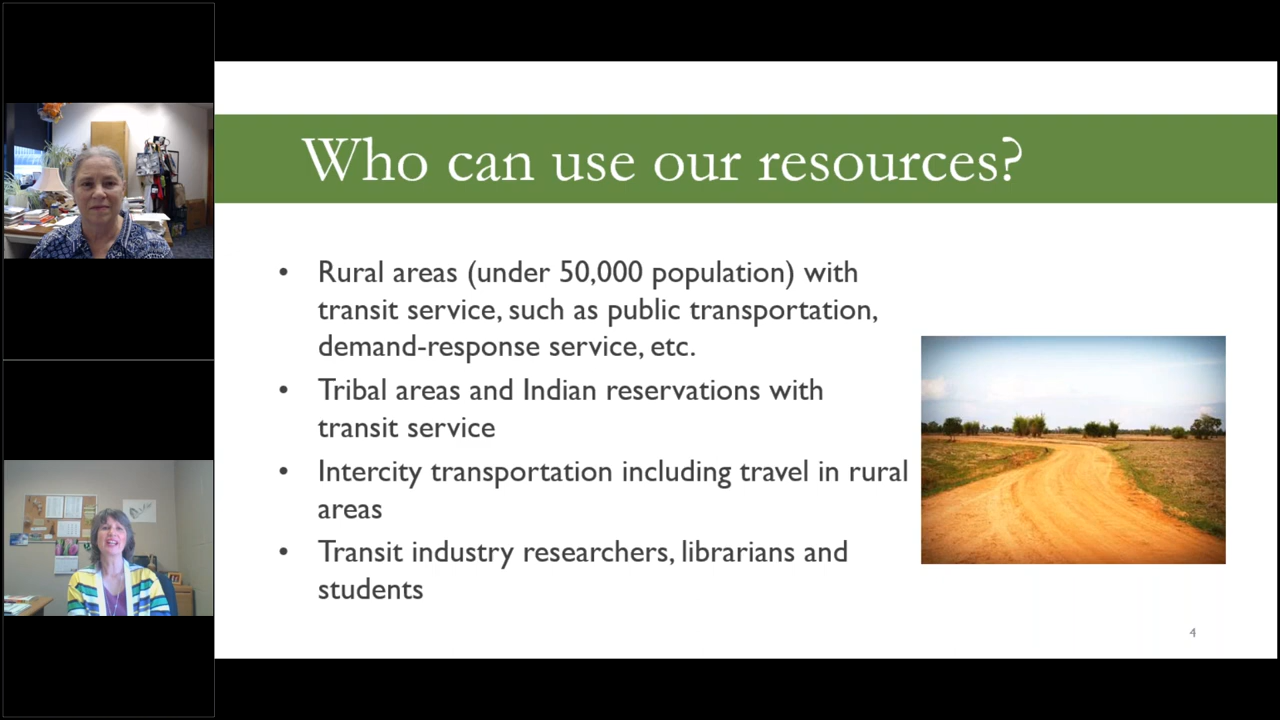 Who can use our resources?
• Rural areas (under 50,000 population) with
transit service, such as public transportation,
demand-response service, etc.
• Tribal areas and Indian reservations with
transit service
• Intercity transportation including travel in rural
areas
• Transit industry researchers, librarians and
students
4